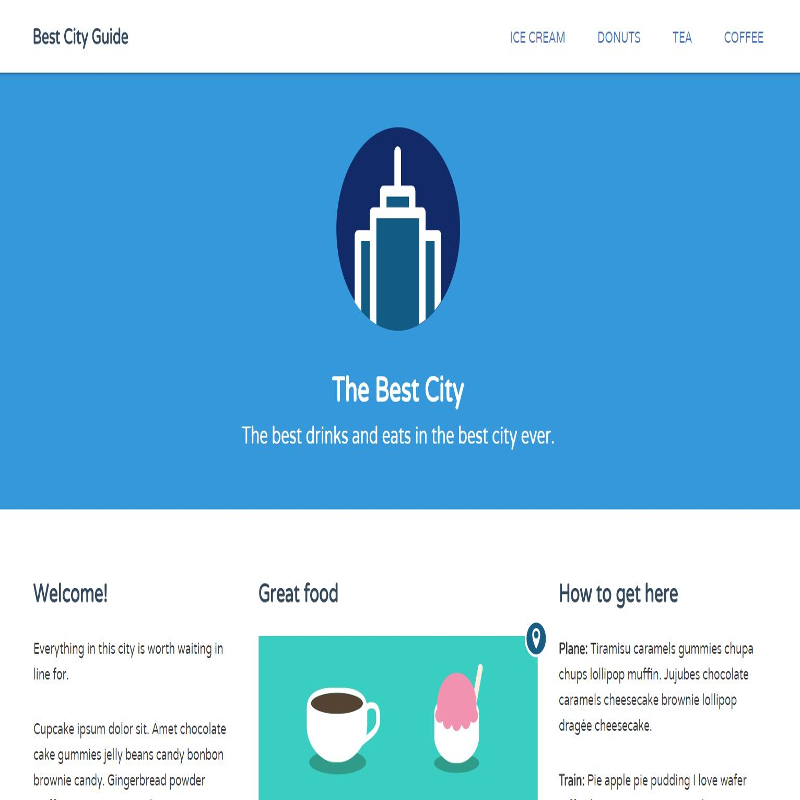 Best City Guide
ICE CREAM DONUTS TEA COFFEE
The Best City
The best drinks and eats in the best city ever.
Welcome!
Everything in this city is worth waiting in
line for.
Cupcake ipsum dolor sit. Amet chocolate
cake gummies jelly beans candy bonbon
brownie candy. Gingerbread powder
Great food
How to get here
Plane: Tiramisu caramels gummies chupa
chups lollipop muffin. Jujubes chocolate
caramels cheesecake brownie lollipop
dragée cheesecake.
Train: Pie apple pie pudding I love wafer